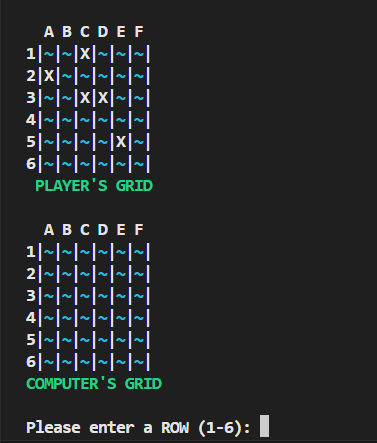 A B C D E F
1|~|~|X|~|~|~|
2|X|~|~|~|~|~|
3|~|~|X|X|~|~|
4|~|~|~|~|~|~|
5|~|~|~|~|X|~|
6|~|~|~|~|~|~|
PLAYER'S GRID
A B C D E F
1|~|~|~|~|~|~|
2|~|~|~|~|~|~|
3|~|~|~|~|~|~|
4|~|~|~|~|~|~|
5|~|~|~|~|~|~|
6|~|~|~|~|~|~|
COMPUTER'S GRID
Please enter a ROW (1-6):